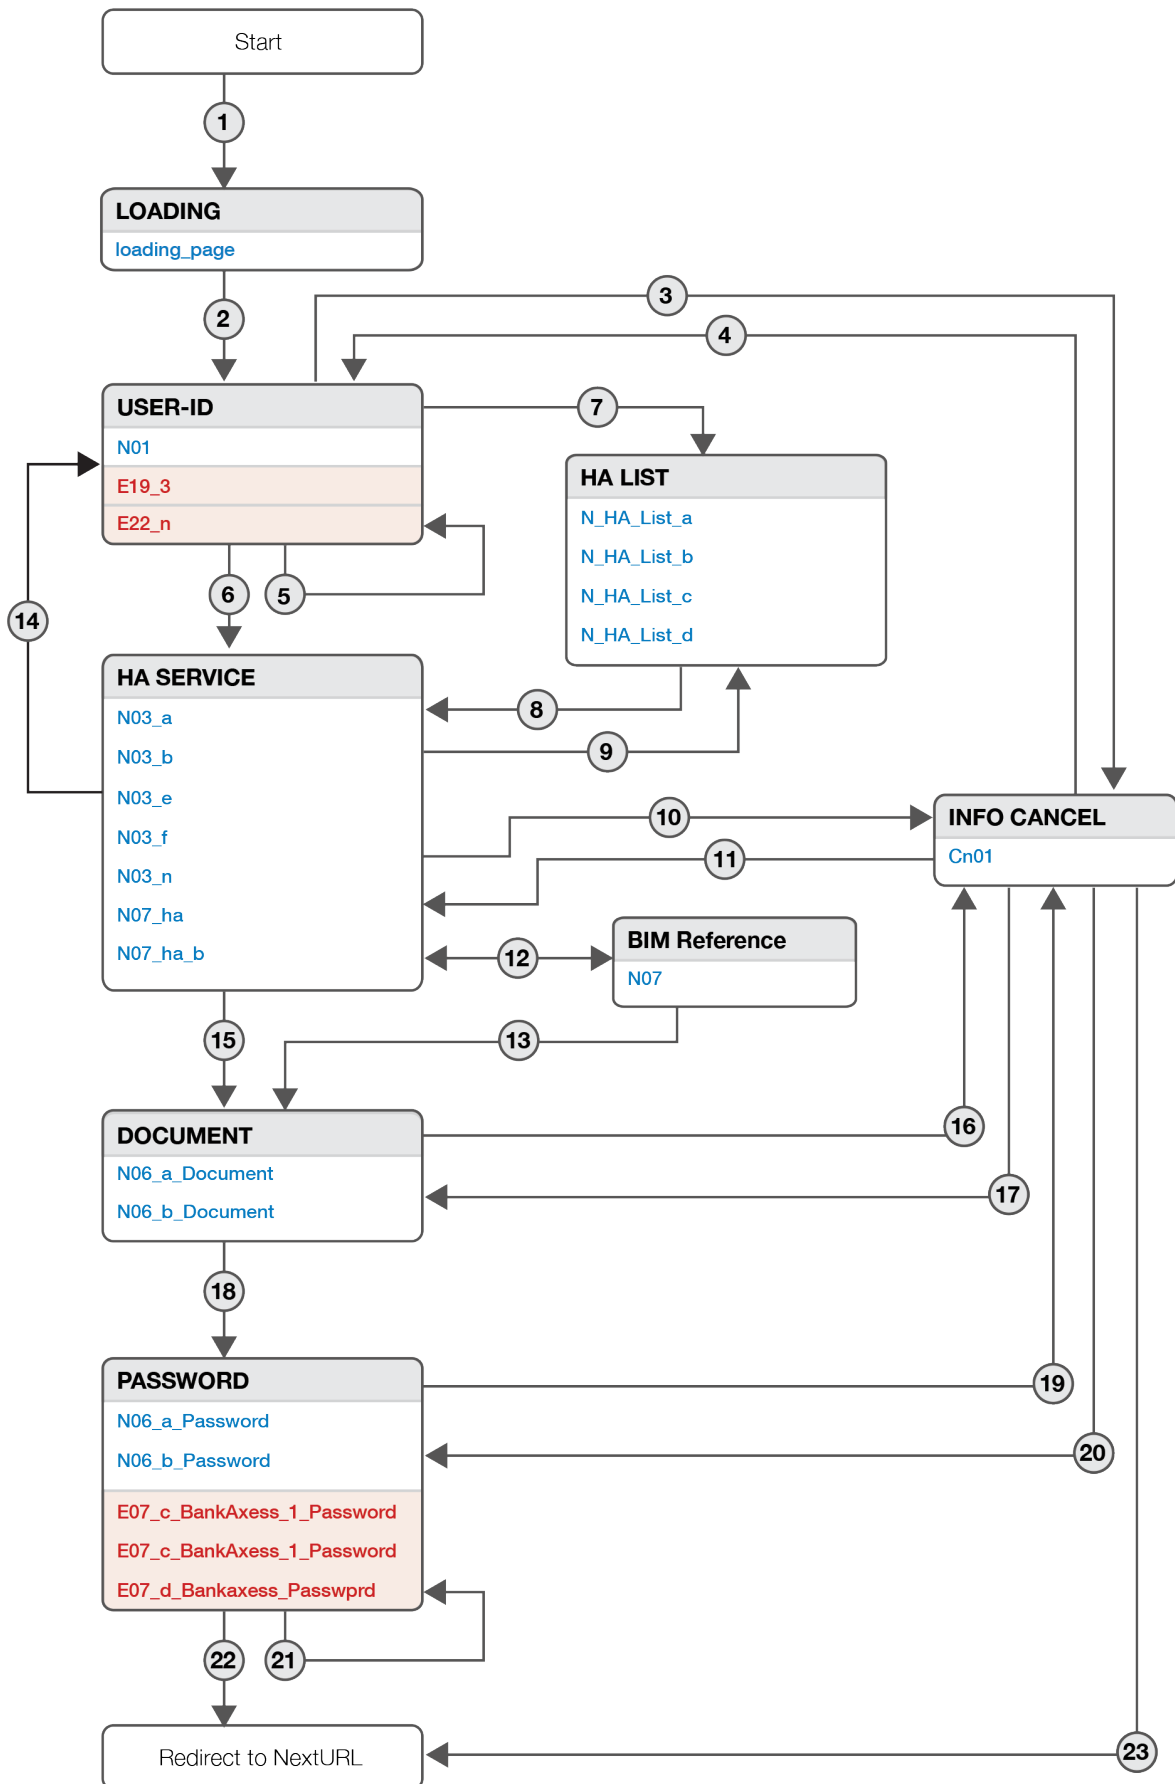 Start
1
LOADING
loading_page
2
3
4
USER-ID
N01
E19_3
E22_n
7
HA LIST
N_HA_List_a
N_HA_List_b
N_HA_List_c
N_HA_List_d
6
5
14
HA SERVICE
N03_a
N03_b
N03_e
N03_f
N03_n
N07_ha
N07_ha_b
8
9
10
11
INFO CANCEL
Cn01
12
BIM Reference
N07
13
15
DOCUMENT
N06_a_Document
N06_b_Document
16
17
18
PASSWORD
N06_a_Password
N06_b_Password
E07_c_BankAxess_1_Password
E07_c_BankAxess_1_Password
E07_d_Bankaxess_Passwprd
19
20
22
21
Redirect to NextURL
23